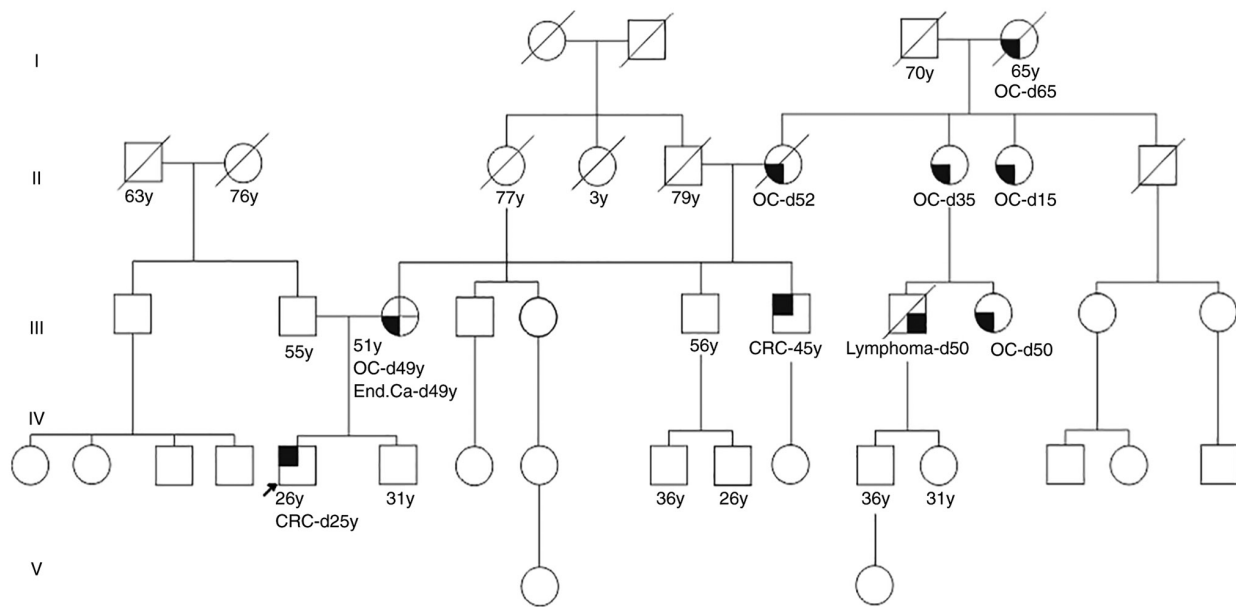 I
70y
65y
OC-d65
II
63y
76y
77y
3y
79y
OC-d52
OC-d35
OC-d15
III
55y
51y
OC-d49y
End.Ca-d49y
56y
CRC-45y
Lymphoma-d50
OC-d50
IV
26y
CRC-d25y
31y
36y
26y
36y
31y
V